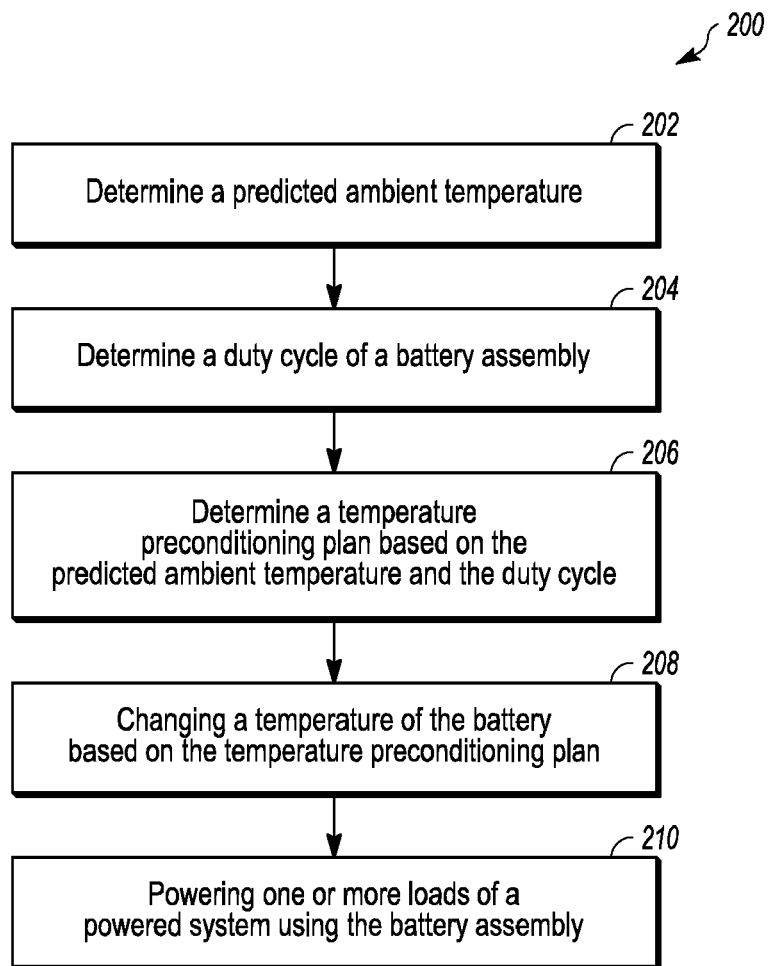 200
202
Determine a predicted ambient temperature
204
Determine a duty cycle of a battery assembly
206
Determine a temperature
preconditioning plan based on the
predicted ambient temperature and the duty cycle
208
Changing a temperature of the battery
based on the temperature preconditioning plan
210
Powering one or more loads of a
powered system using the battery assembly